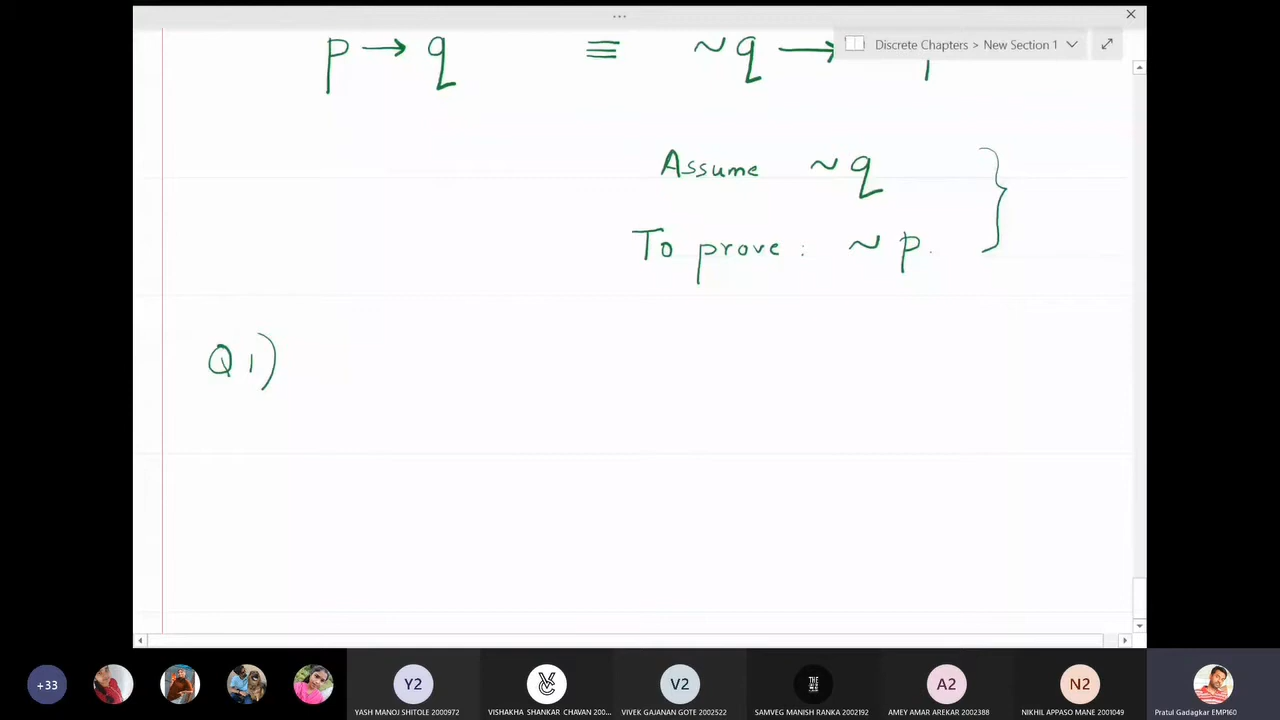 p → q ≡ ~q →
Discrete Chapters > New Section 1
Assume ~q
To prove : ~p.
Q1)
+33
Y2
V2
A2
N2
YASH MANOJ SHITOLE 2000972
VISHAKHA SHANKAR CHAVAN 200...
VIVEK GAJANAN GOTE 2002522
SAMVEG MANISH RANKA 2002192
AMEY AMAR AREKAR 2002388
NIKHIL APPASO MANE 2001049
Pratul Gadagkar EMP160